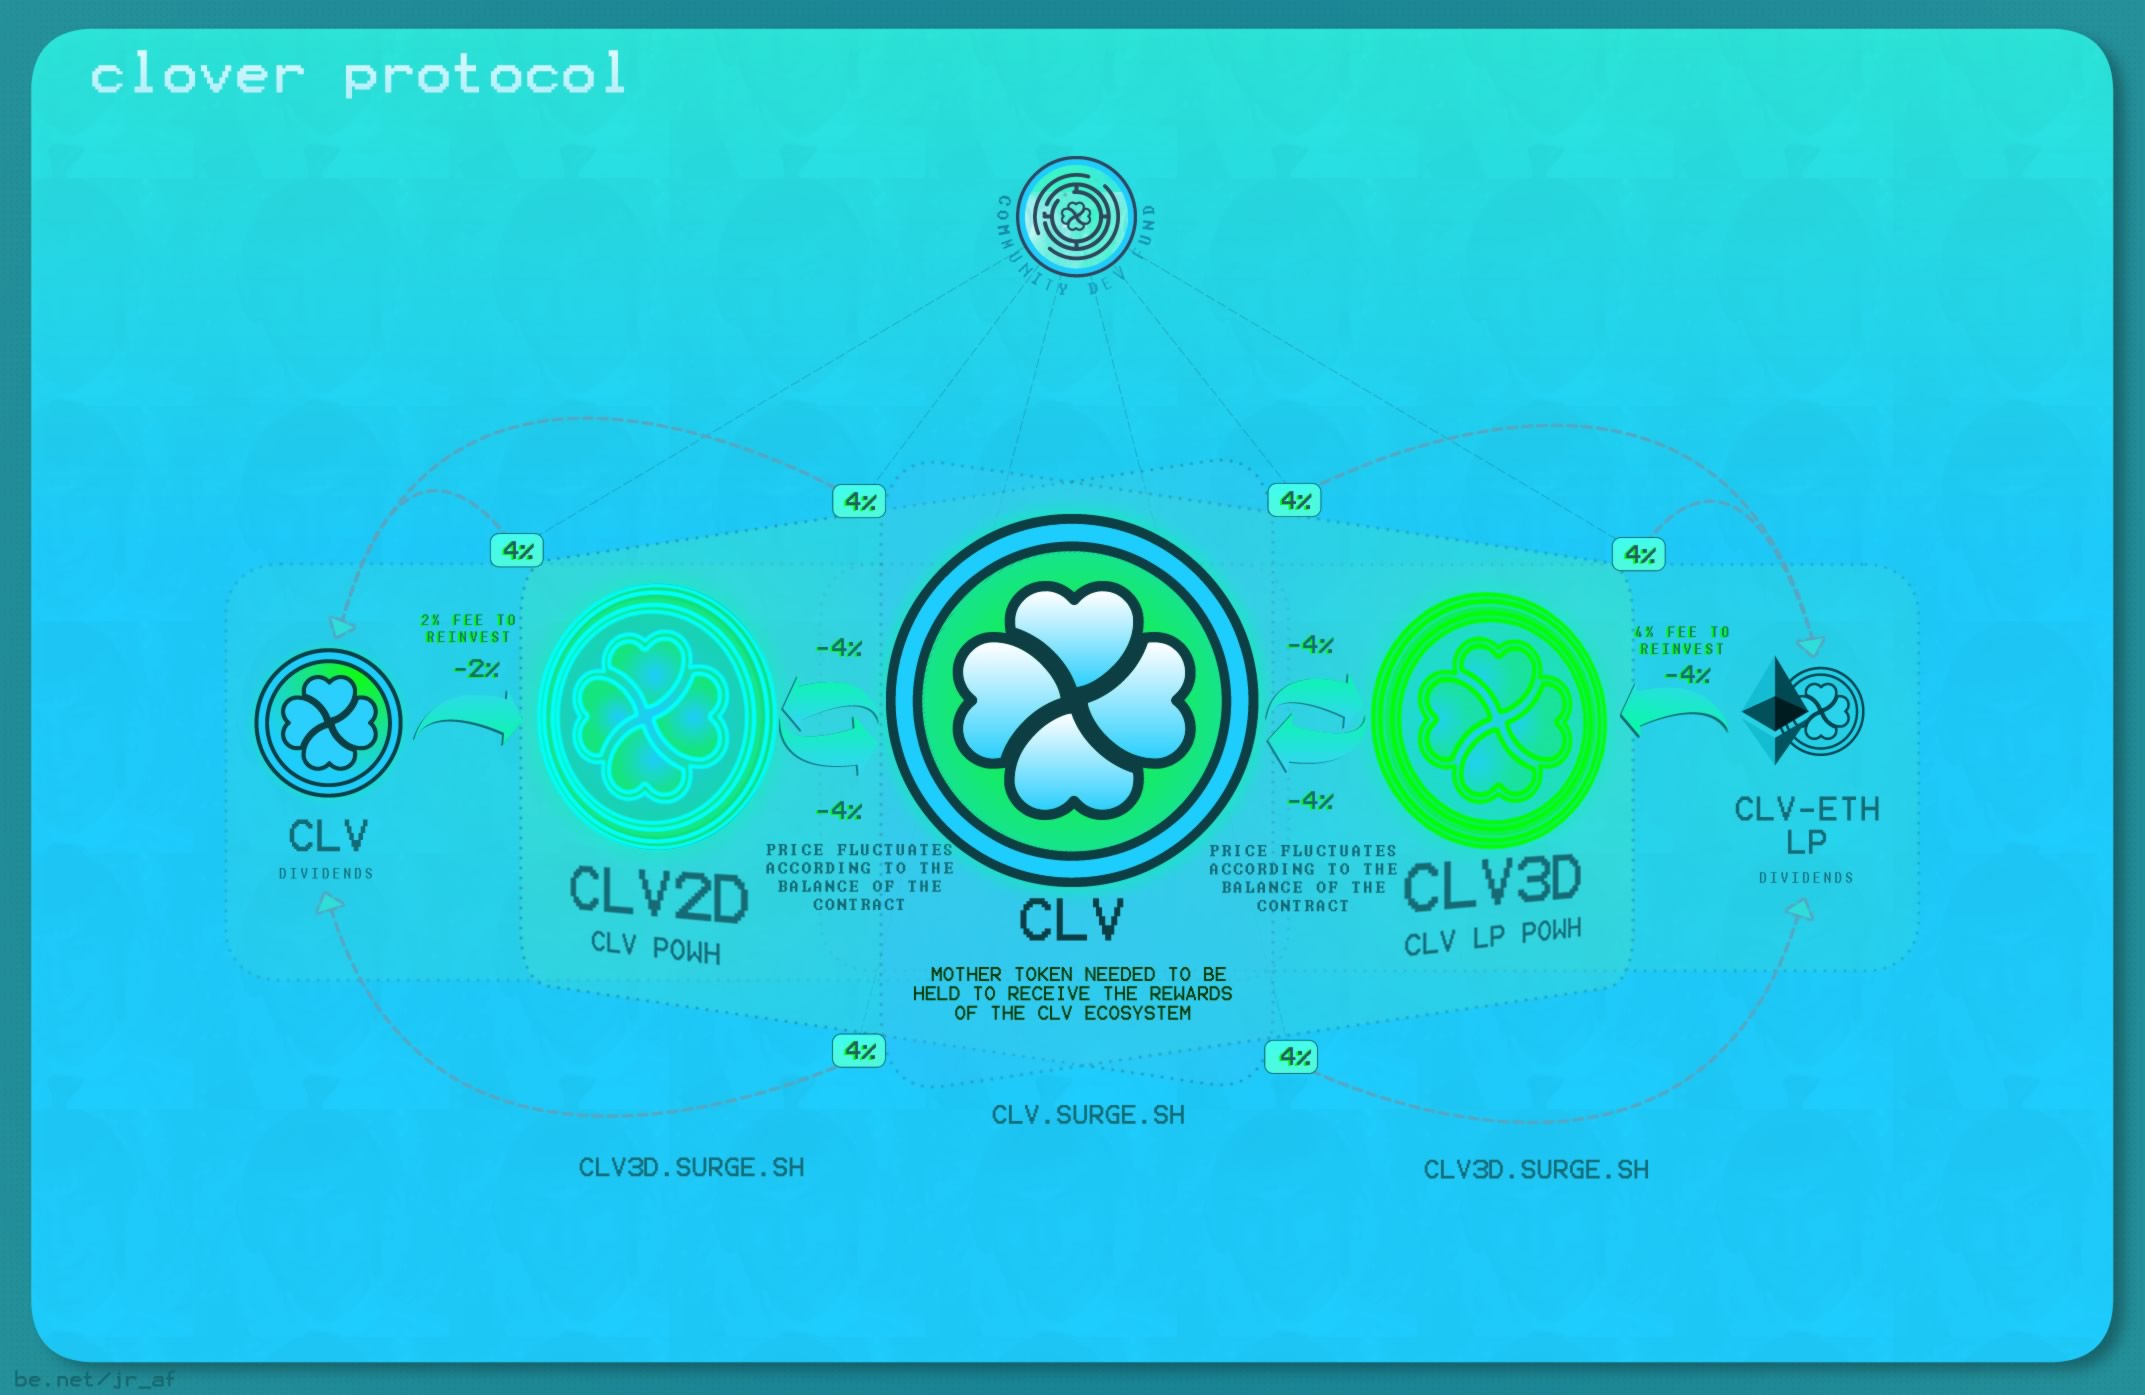 clover protocol
COMMUNITY DEV FUND
4%
4%
4%
4%
2% FEE TO
REINVEST
-2%
-4%
-4%
4% FEE TO
REINVEST
-4%
-4%
-4%
CLV
DIVIDENDS
CLV2D
CLV POWH
PRICE FLUCTUATES
ACCORDING TO THE
BALANCE OF THE
CONTRACT
CLV
MOTHER TOKEN NEEDED TO BE
HELD TO RECEIVE THE REWARDS
OF THE CLV ECOSYSTEM
PRICE FLUCTUATES
ACCORDING TO THE
BALANCE OF THE
CONTRACT
CLV3D
CLV LP POWH
CLV-ETH
LP
DIVIDENDS
4%
4%
CLV.SURGE.SH
CLV3D.SURGE.SH
CLV3D.SURGE.SH
be.net/jr_af